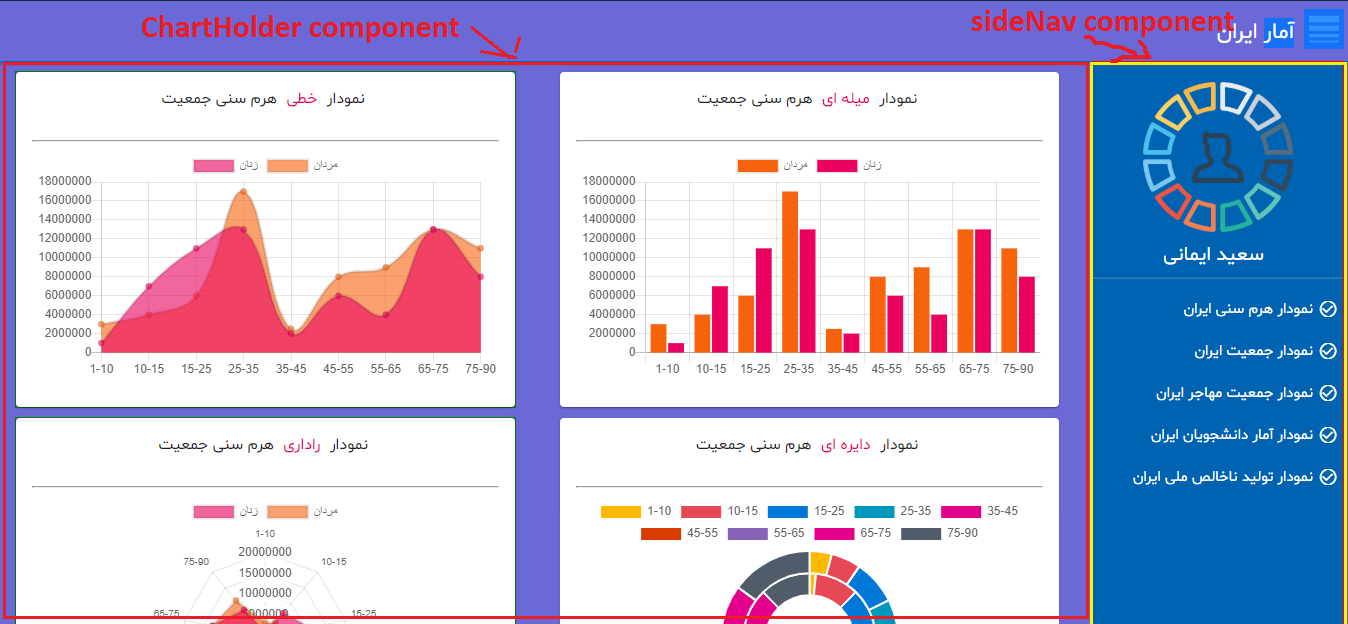 ChartHolder component
sideNav component
آمار ایران
نمودار خطی هرم سنی جمعیت
زنان
مردان
18000000
16000000
14000000
12000000
10000000
8000000
6000000
4000000
2000000
0
1-10 10-15 15-25 25-35 35-45 45-55 55-65 65-75 75-90
نمودار میله ای هرم سنی جمعیت
مردان
زنان
18000000
16000000
14000000
12000000
10000000
8000000
6000000
4000000
2000000
0
1-10 10-15 15-25 25-35 35-45 45-55 55-65 65-75 75-90
نمودار راداری هرم سنی جمعیت
زنان
مردان
1-10
20000000
75-90
10-15
15000000
10000000
65-75
15-25
نمودار دایره ای هرم سنی جمعیت
1-10 10-15 15-25 25-35 35-45
45-55 55-65 65-75 75-90
سعید ایمانی
نمودار هرم سنی ایران
نمودار جمعیت ایران
نمودار جمعیت مهاجر ایران
نمودار آمار دانشجویان ایران
نمودار تولید ناخالص ملی ایران